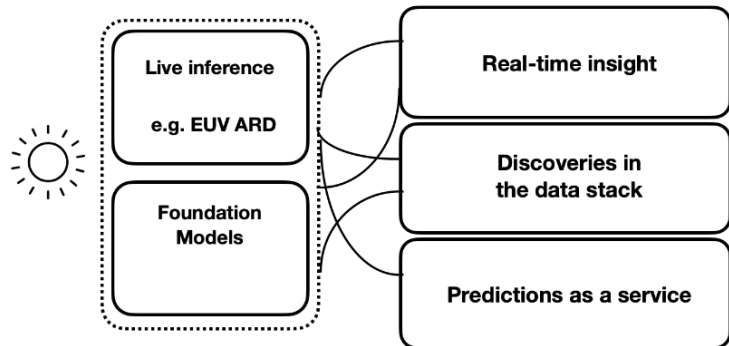 Live inference
e.g. EUV ARD
Foundation
Models
Real-time insight
Discoveries in
the data stack
Predictions as a service